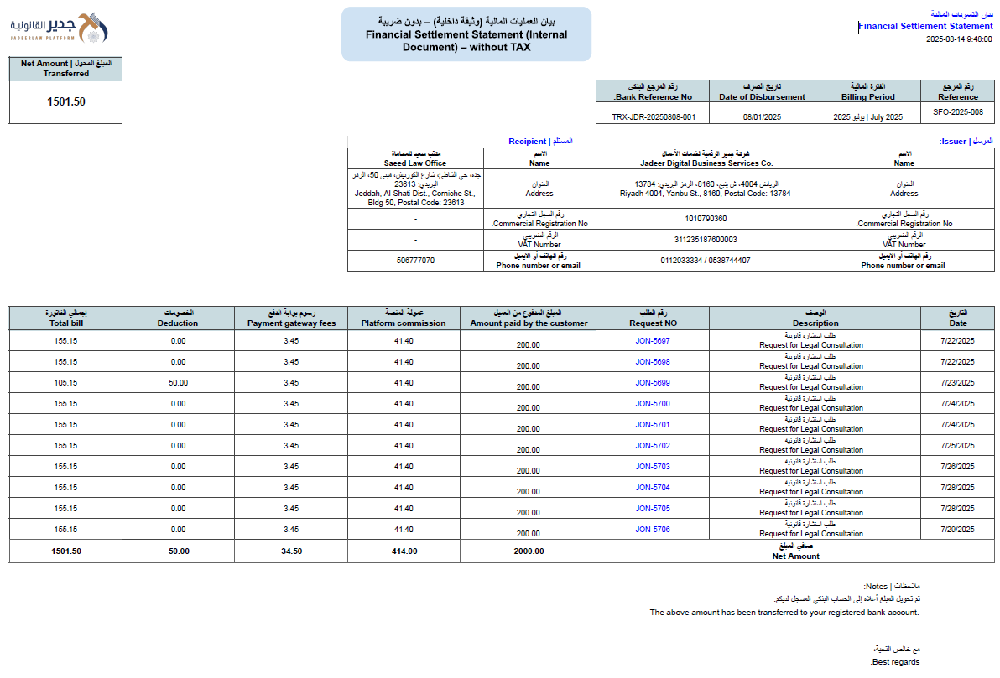 جدير القانونية
JADEERLAW PLATFORM
بيان العمليات المالية (وثيقة داخلية) – بدون ضريبة
Financial Settlement Statement (Internal
Document) – without TAX
بيان التسويات المالية
Financial Settlement Statement
2025-08-14 9:48:00
Net Amount | المبلغ المحول
Transferred
1501.50
رقم المرجع
Reference
الفترة المالية
Billing Period
تاريخ الصرف
Date of Disbursement
رقم المرجع البنكي
.Bank Reference No
SFO-2025-008
2025 يوليو | July 2025
08/01/2025
TRX-JDR-20250808-001
:Issuer | المرسل
Recipient | المستلم
الاسم
Name
شركة جدير الرقمية لخدمات الأعمال
Jadeer Digital Business Services Co.
الاسم
Name
مكتب سعيد للمحاماة
Saeed Law Office
العنوان
Address
الرياض 4004، ش ينبع، 8160، الرمز البريدي: 13784
Riyadh 4004, Yanbu St., 8160, Postal Code: 13784
العنوان
Address
جدة، حي الشاطئ، شارع الكورنيش، مبنى 50، الرمز
البريدي: 23613
Jeddah, Al-Shati Dist., Corniche St.,
Bldg 50, Postal Code: 23613
رقم السجل التجاري
.Commercial Registration No
1010790360
رقم السجل التجاري
.Commercial Registration No
-
الرقم الضريبي
VAT Number
311235187600003
الرقم الضريبي
VAT Number
-
رقم الهاتف أو الايميل
Phone number or email
0112933334 / 0538744407
رقم الهاتف أو الايميل
Phone number or email
506777070
التاريخ
Date
الوصف
Description
رقم الطلب
Request NO
المبلغ المدفوع من العميل
Amount paid by the customer
عمولة المنصة
Platform commission
رسوم بوابة الدفع
Payment gateway fees
الخصومات
Deduction
إجمالي الفاتورة
Total bill
7/22/2025
طلب استشارة قانونية
Request for Legal Consultation
JON-5697
200.00
41.40
3.45
0.00
155.15
7/22/2025
طلب استشارة قانونية
Request for Legal Consultation
JON-5698
200.00
41.40
3.45
0.00
155.15
7/23/2025
طلب استشارة قانونية
Request for Legal Consultation
JON-5699
200.00
41.40
3.45
50.00
105.15
7/24/2025
طلب استشارة قانونية
Request for Legal Consultation
JON-5700
200.00
41.40
3.45
0.00
155.15
7/24/2025
طلب استشارة قانونية
Request for Legal Consultation
JON-5701
200.00
41.40
3.45
0.00
155.15
7/25/2025
طلب استشارة قانونية
Request for Legal Consultation
JON-5702
200.00
41.40
3.45
0.00
155.15
7/26/2025
طلب استشارة قانونية
Request for Legal Consultation
JON-5703
200.00
41.40
3.45
0.00
155.15
7/28/2025
طلب استشارة قانونية
Request for Legal Consultation
JON-5704
200.00
41.40
3.45
0.00
155.15
7/28/2025
طلب استشارة قانونية
Request for Legal Consultation
JON-5705
200.00
41.40
3.45
0.00
155.15
7/29/2025
طلب استشارة قانونية
Request for Legal Consultation
JON-5706
200.00
41.40
3.45
0.00
155.15
صافي المبلغ
Net Amount
2000.00
414.00
34.50
50.00
1501.50
:Notes | ملاحظات
تم تحويل المبلغ أعلاه إلى الحساب البنكي المسجل لديكم.
The above amount has been transferred to your registered bank account.
مع خالص التحية،
,Best regards